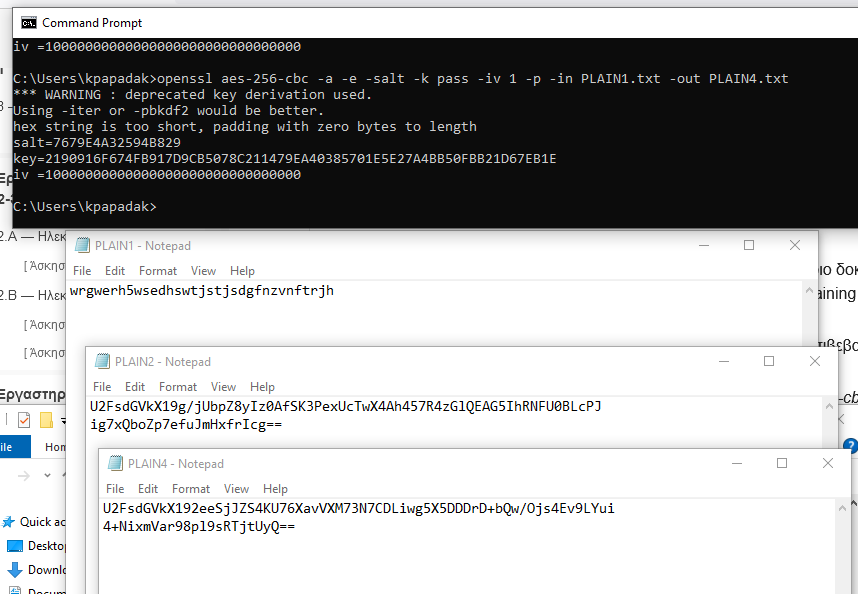 Command Prompt
iv =10000000000000000000000000000000
C:\Users\kpapadak>openssl aes-256-cbc -a -e -salt -k pass -iv 1 -p -in PLAIN1.txt -out PLAIN4.txt
*** WARNING : deprecated key derivation used.
Using -iter or -pbkdf2 would be better.
hex string is too short, padding with zero bytes to length
salt=7679E4A32594B829
key=2190916F674FB917D9CB5078C211479EA40385701E5E27A4BB50FBB21D67EB1E
iv =10000000000000000000000000000000
C:\Users\kpapadak>
2.A — Ηλεκ
[Άσκησ
2.B — Ηλεκ
[Άσκησ
[Άσκησ
Εργαστηρ
PLAIN1 - Notepad
File Edit Format View Help
wrgwerh5wsedhswtjstjsdgfnzvnftrjh
ιο δοκ
aining
PLAIN2 - Notepad
File Edit Format View Help
U2FsdGVkX19g/jUbpZ8yIz0AfSK3PexUcTwX4Ah457R4zGlQEAG5IhRNFU0BLcPJ
ig7xQboZp7efuJmHxfrIcg==
-cb
PLAIN4 - Notepad
File Edit Format View Help
U2FsdGVkX192eeSjJZS4KU76XavVXM73N7CDLiwg5X5DDDrD+bQw/Ojs4Ev9LYui
4+NixmVar98pl9sRTjtUyQ==
ile Hom
Quick ac
Deskto
Downlo
Docum